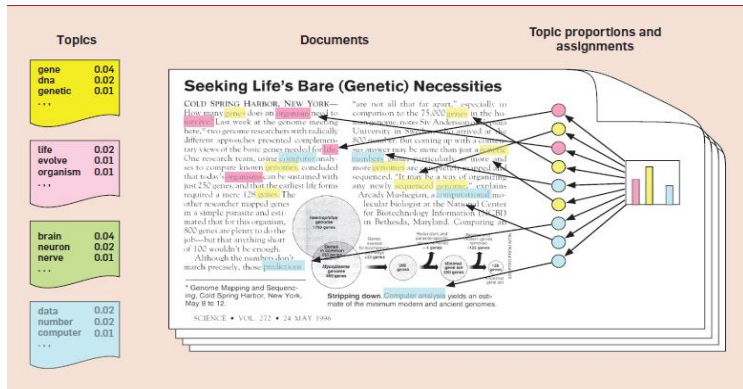 Topics
Documents
Topic proportions and
assignments
gene 0.04
dna 0.02
genetic 0.01
...
life 0.02
evolve 0.01
organism 0.01
...
brain 0.04
neuron 0.02
nerve 0.01
...
data 0.02
number 0.02
computer 0.01
...
Seeking Life's Bare (Genetic) Necessities
COLD SPRING HARBOR, NEW YORK—
How many genes does an organism need to
survive? Last week at the genome meeting
here,* two genome researchers with radically
different approaches presented complemen-
tary views of the basic genes needed for life.
One research team, using computer analy-
ses to compare known genomes, concluded
that today's organisms can be sustained with
just 250 genes, and that the earliest life forms
required a mere 128 genes. The
other researcher mapped genes
in a simple parasite and esti-
mated that for this organism,
800 genes are plenty to do the
job—but that anything short
of 100 wouldn't be enough.
Although the numbers don't
match precisely, those predictions
* Genome Mapping and Sequenc-
ing, Cold Spring Harbor, New York,
May 8 to 12.
"are not all that far apart," especially in
comparison to the 75,000 genes in the hu-
man genome, notes Siv Andersson
University in Swed who arrived at the
800 number. But coming up with a consen-
sus answer may be more than just a genetic
numbers particularly more and
more genomes are completely mapped and
sequenced. "It may be a way of organizing
any newly sequenced genome," explains
Arcady Mushegian, a computational mo-
lecular biologist at the National Center
for Biotechnology Information (NCBI)
in Bethesda, Maryland. Comparing an
Haemophilus
genome
1703 genes
Genes
in common
233 genes
Mycoplasma
genome
469 genes
Stripping down. Computer analysis yields an esti-
mate of the minimum modern and ancient genomes.
SCIENCE • VOL. 272 • 24 MAY 1996